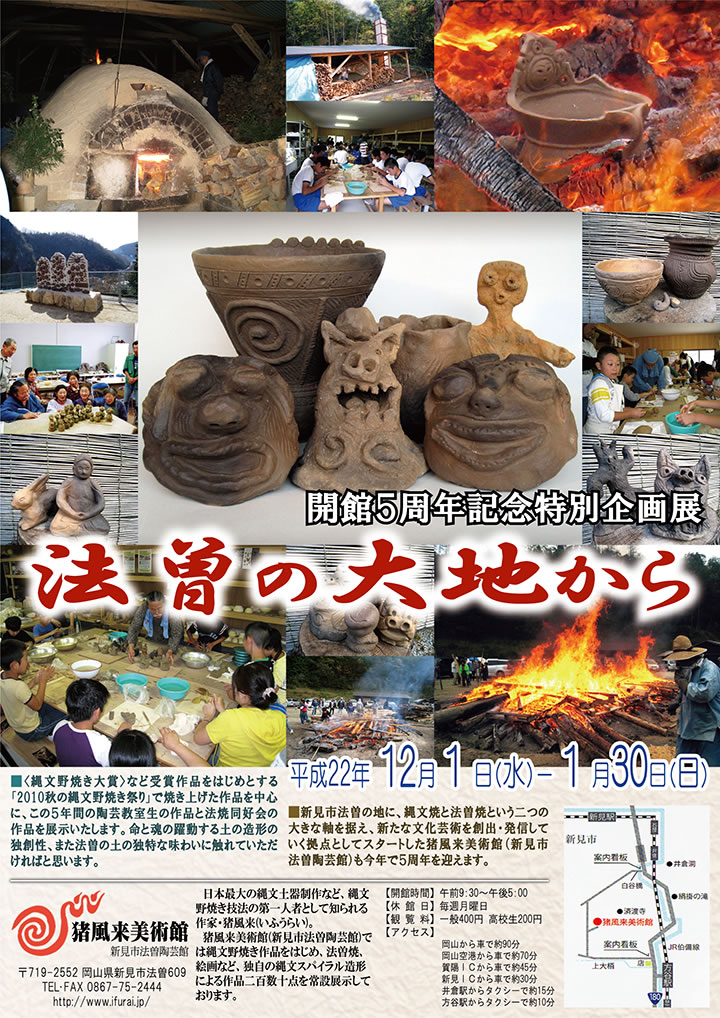 開館5周年記念特別企画展
法曽の大地から
平成22年 12月1日(水)－1月30日(日)
■〈縄文野焼き大賞〉など受賞作品をはじめとする
「2010秋の縄文野焼き祭り」で焼き上げた作品を中心
に、この5年間の陶芸教室生の作品と法焼同好会の
作品を展示いたします。命と魂の躍動する土の造形の
独創性、また法曽の土の独特な味わいに触れていただ
ければと思います。
■新見市法曽の地に、縄文焼と法曽焼という二つの
大きな軸を据え、新たな文化芸術を創出・発信して
いく拠点としてスタートした猪風来美術館（新見市
法曽陶芸館）も今年で5周年を迎えます。
猪風来美術館
新見市法曽陶芸館
〒719-2552 岡山県新見市法曽609
TEL・FAX 0867-75-2444
http://www.ifurai.jp/
日本最大の縄文土器制作など、縄文
野焼き技法の第一人者として知られる
作家・猪風来(いふうらい)。
猪風来美術館(新見市法曽陶芸館)で
は縄文野焼き作品をはじめ、法曽焼、
絵画など、独自の縄文スパイラル造形
による作品二百数十点を常設展示して
おります。
【開館時間】午前9:30～午後5:00
【休館日】毎週月曜日
【観覧料】一般400円 高校生200円
【アクセス】
岡山から車で約90分
岡山空港から車で約70分
賀陽ＩＣから車で約45分
新見ＩＣから車で約30分
井倉駅からタクシーで約15分
方谷駅からタクシーで約10分
新見駅
新見市
案内看板
井倉洞
白谷橋
絹掛の滝
済渡寺
猪風来美術館
JR伯備線
案内看板
上大椿
店
方谷駅
180